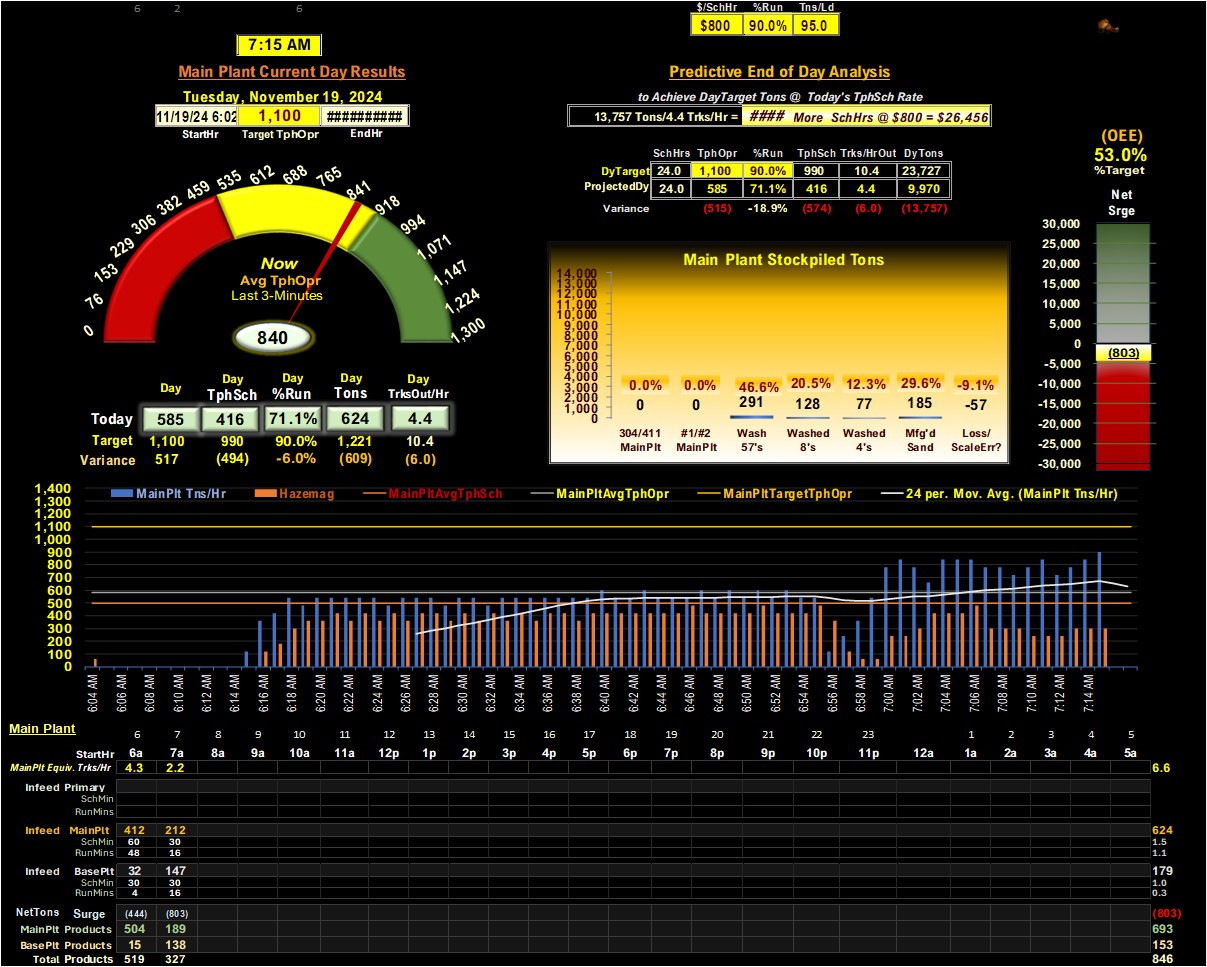 6 2 6
$/SchHr %Run Tns/Ld
$800 90.0% 95.0
7:15 AM
Main Plant Current Day Results
Predictive End of Day Analysis
Tuesday, November 19, 2024
to Achieve DayTarget Tons @ Today's TphSch Rate
11/19/24 6:02 1,100 ##########
13,757 Tons/4.4 Trks/Hr = #### More SchHrs @ $800 = $26,456
StartHr Target TphOpr EndHr
(OEE)
53.0%
%Target
SchHrs TphOpr %Run TphSch Trks/HrOut DyTons
DyTarget 24.0 1,100 90.0% 990 10.4 23,727
ProjectedDy 24.0 585 71.1% 416 4.4 9,970
Variance (515) -18.9% (574) (6.0) (13,757)
Net
Srge
30,000
25,000
20,000
15,000
10,000
5,000
0
(803)
-5,000
-10,000
-15,000
-20,000
-25,000
-30,000
0 76 153 229 306 382 459 535 612 688 765 841 918 994 1,071 1,147 1,224 1,300
Now
Avg TphOpr
Last 3-Minutes
840
Main Plant Stockpiled Tons
14,000
13,000
12,000
11,000
10,000
9,000
8,000
7,000
6,000
5,000
4,000
3,000
2,000
1,000
0
0.0% 0.0% 46.6% 20.5% 12.3% 29.6% -9.1%
0 0 291 128 77 185 -57
304/411 #1/#2 Wash Washed Washed Mfg'd Loss/
MainPlt MainPlt 57's 8's 4's Sand ScaleErr?
Day Day Day Day Day
TphSch %Run Tons TrksOut/Hr
Today 585 416 71.1% 624 4.4
Target 1,100 990 90.0% 1,221 10.4
Variance 517 (494) -6.0% (609) (6.0)
MainPlt Tns/Hr Hazemag MainPltAvgTphSch MainPltAvgTphOpr MainPltTargetTphOpr 24 per. Mov. Avg. (MainPlt Tns/Hr)
1,400
1,300
1,200
1,100
1,000
900
800
700
600
500
400
300
200
100
0
6:04 AM 6:06 AM 6:08 AM 6:10 AM 6:12 AM 6:14 AM 6:16 AM 6:18 AM 6:20 AM 6:22 AM 6:24 AM 6:26 AM 6:28 AM 6:30 AM 6:32 AM 6:34 AM 6:36 AM 6:38 AM 6:40 AM 6:42 AM 6:44 AM 6:46 AM 6:48 AM 6:50 AM 6:52 AM 6:54 AM 6:56 AM 6:58 AM 7:00 AM 7:02 AM 7:04 AM 7:06 AM 7:08 AM 7:10 AM 7:12 AM 7:14 AM
Main Plant
6 7 8 9 10 11 12 13 14 15 16 17 18 19 20 21 22 23 1 2 3 4 5
StartHr 6a 7a 8a 9a 10a 11a 12p 1p 2p 3p 4p 5p 6p 7p 8p 9p 10p 11p 12a 1a 2a 3a 4a 5a
MainPlt Equiv. Trks/Hr 4.3 2.2 6.6
Infeed Primary
SchMin
RunMins
Infeed MainPlt 412 212 624
SchMin 60 30 1.5
RunMins 48 16 1.1
Infeed BasePlt 32 147 179
SchMin 30 30 1.0
RunMins 4 16 0.3
NetTons Surge (444) (803) (803)
MainPlt Products 504 189 693
BasePlt Products 15 138 153
Total Products 519 327 846